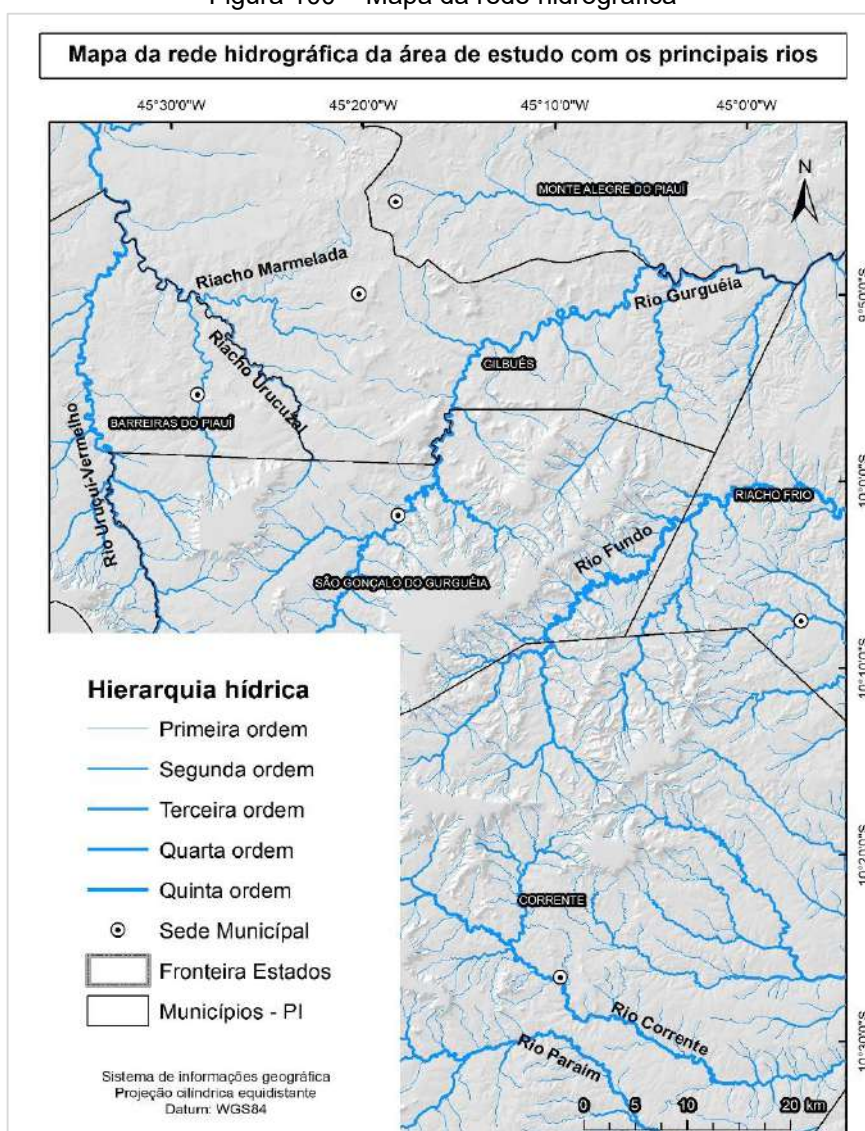 Figura 100 – Mapa da rede hidrográfica
Mapa da rede hidrográfica da área de estudo com os principais rios
45°30'0"W 45°20'0"W 45°10'0"W 45°0'0"W
N
MONTE ALEGRE DO PIAUÍ
Riacho Marmelada
Rio Gurguéia
9°50'0"S
GILBUÉS
Riacho Urucuzal
BARREIRAS DO PIAUÍ
Rio Uruçui-Vermelho
10°0'0"S
RIACHO FRIO
Rio Fundo
SÃO GONÇALO DO GURGUÉIA
10°10'0"S
Hierarquia hídrica
Primeira ordem
Segunda ordem
Terceira ordem
Quarta ordem
Quinta ordem
Sede Munícipal
Fronteira Estados
Municípios - PI
Sistema de informações geográfica
Projeção cilíndrica equidistante
Datum: WGS84
10°20'0"S
CORRENTE
Rio Corrente
Rio Paraim
10°30'0"S
0 5 10 20 km